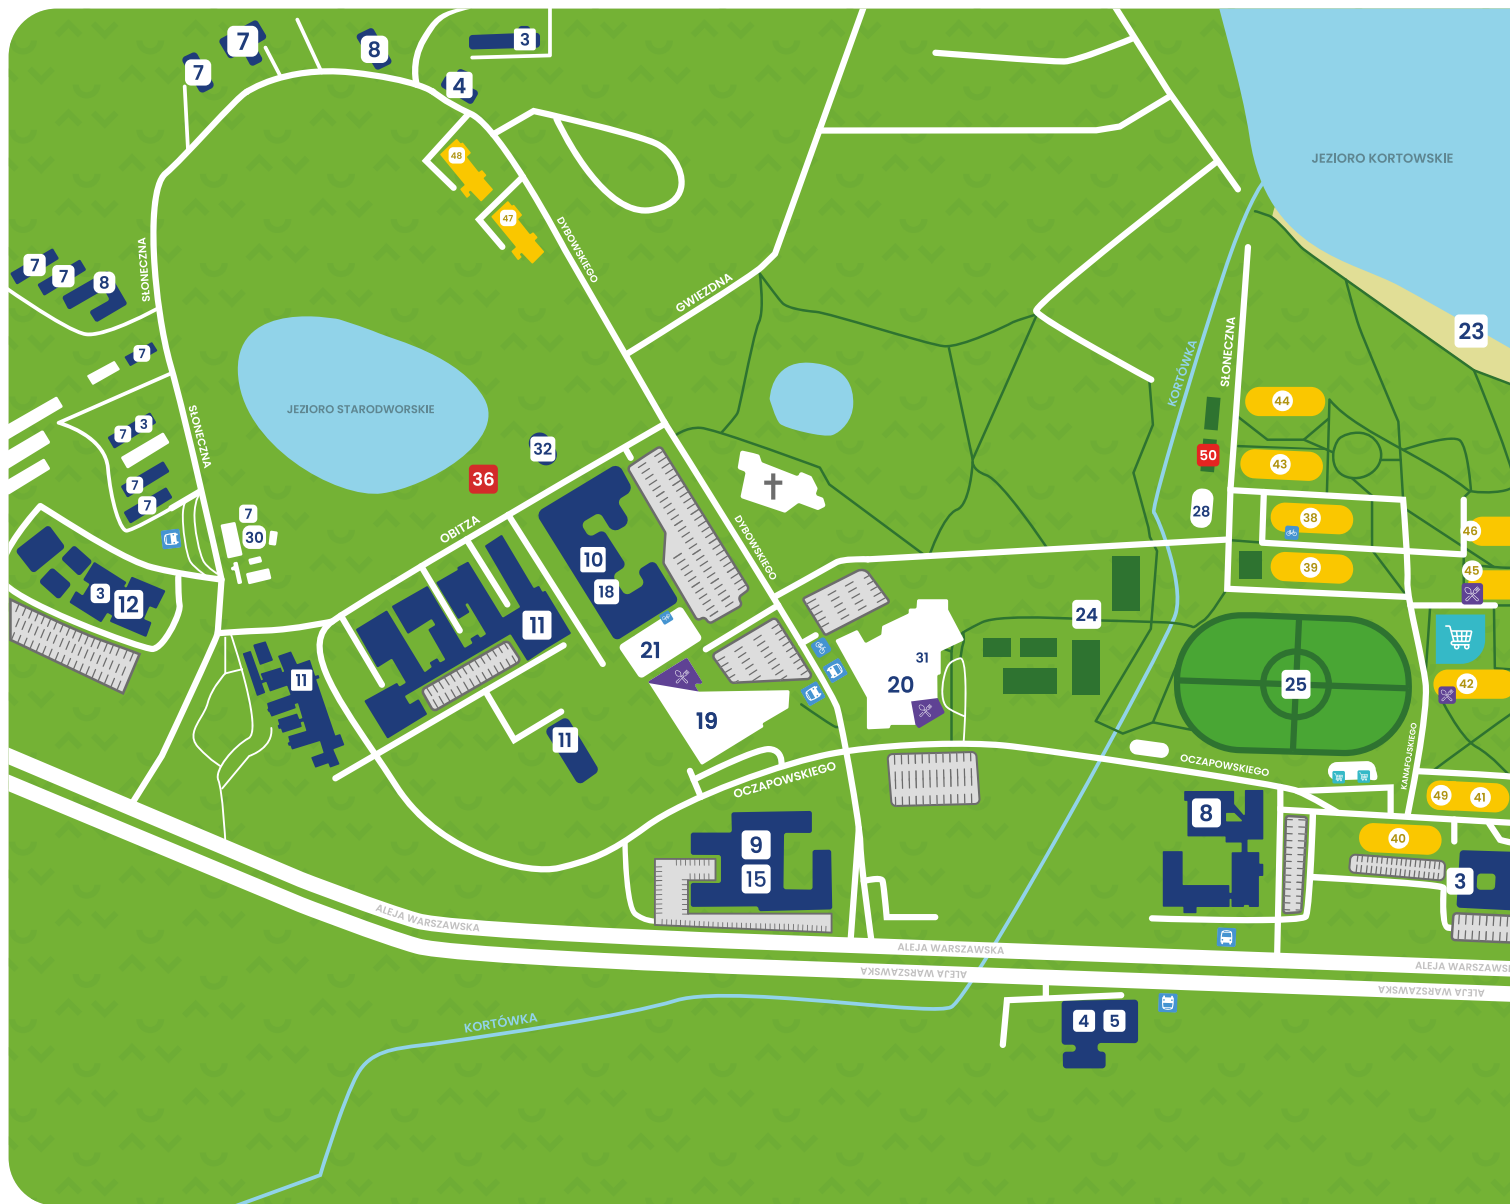 7
8
3
7
4
JEZIORO KORTOWSKIE
48
47
DYBOWSKIEGO
SŁONECZNA
7
7
8
GWIEZDNA
23
7
KORTÓWKA
SŁONECZNA
JEZIORO STARODWORSKIE
44
SŁONECZNA
7
3
32
36
50
43
7
7
28
38
7
30
OBITZA
DYBOWSKIEGO
46
10
39
45
3
12
18
24
11
21
31
11
20
25
42
19
11
KANAFOJSKIEGO
OCZAPOWSKIEGO
OCZAPOWSKIEGO
49
41
8
9
40
15
3
ALEJA WARSZAWSKA
ALEJA WARSZAWSKA
ALEJA WARSZAWSK
ALEJA WARSZAWSKA
ALEJA WARSZAWSKA
KORTÓWKA
4
5